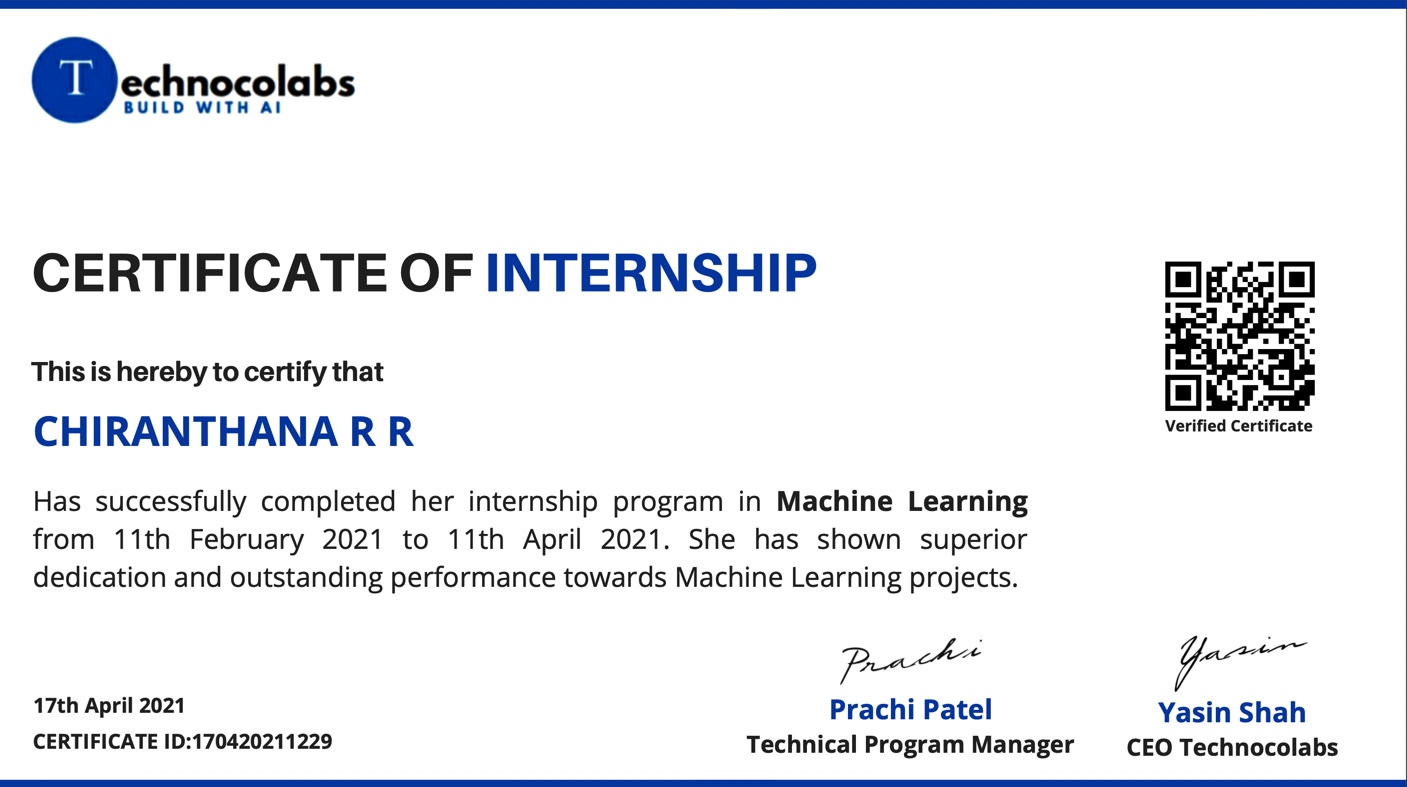 Technocolabs
BUILD WITH AI
CERTIFICATE OF INTERNSHIP
This is hereby to certify that
CHIRANTHANA R R
Verified Certificate
Has successfully completed her internship program in Machine Learning
from 11th February 2021 to 11th April 2021. She has shown superior
dedication and outstanding performance towards Machine Learning projects.
Prachi
Yasin
17th April 2021
Prachi Patel
Yasin Shah
CERTIFICATE ID:170420211229
Technical Program Manager
CEO Technocolabs